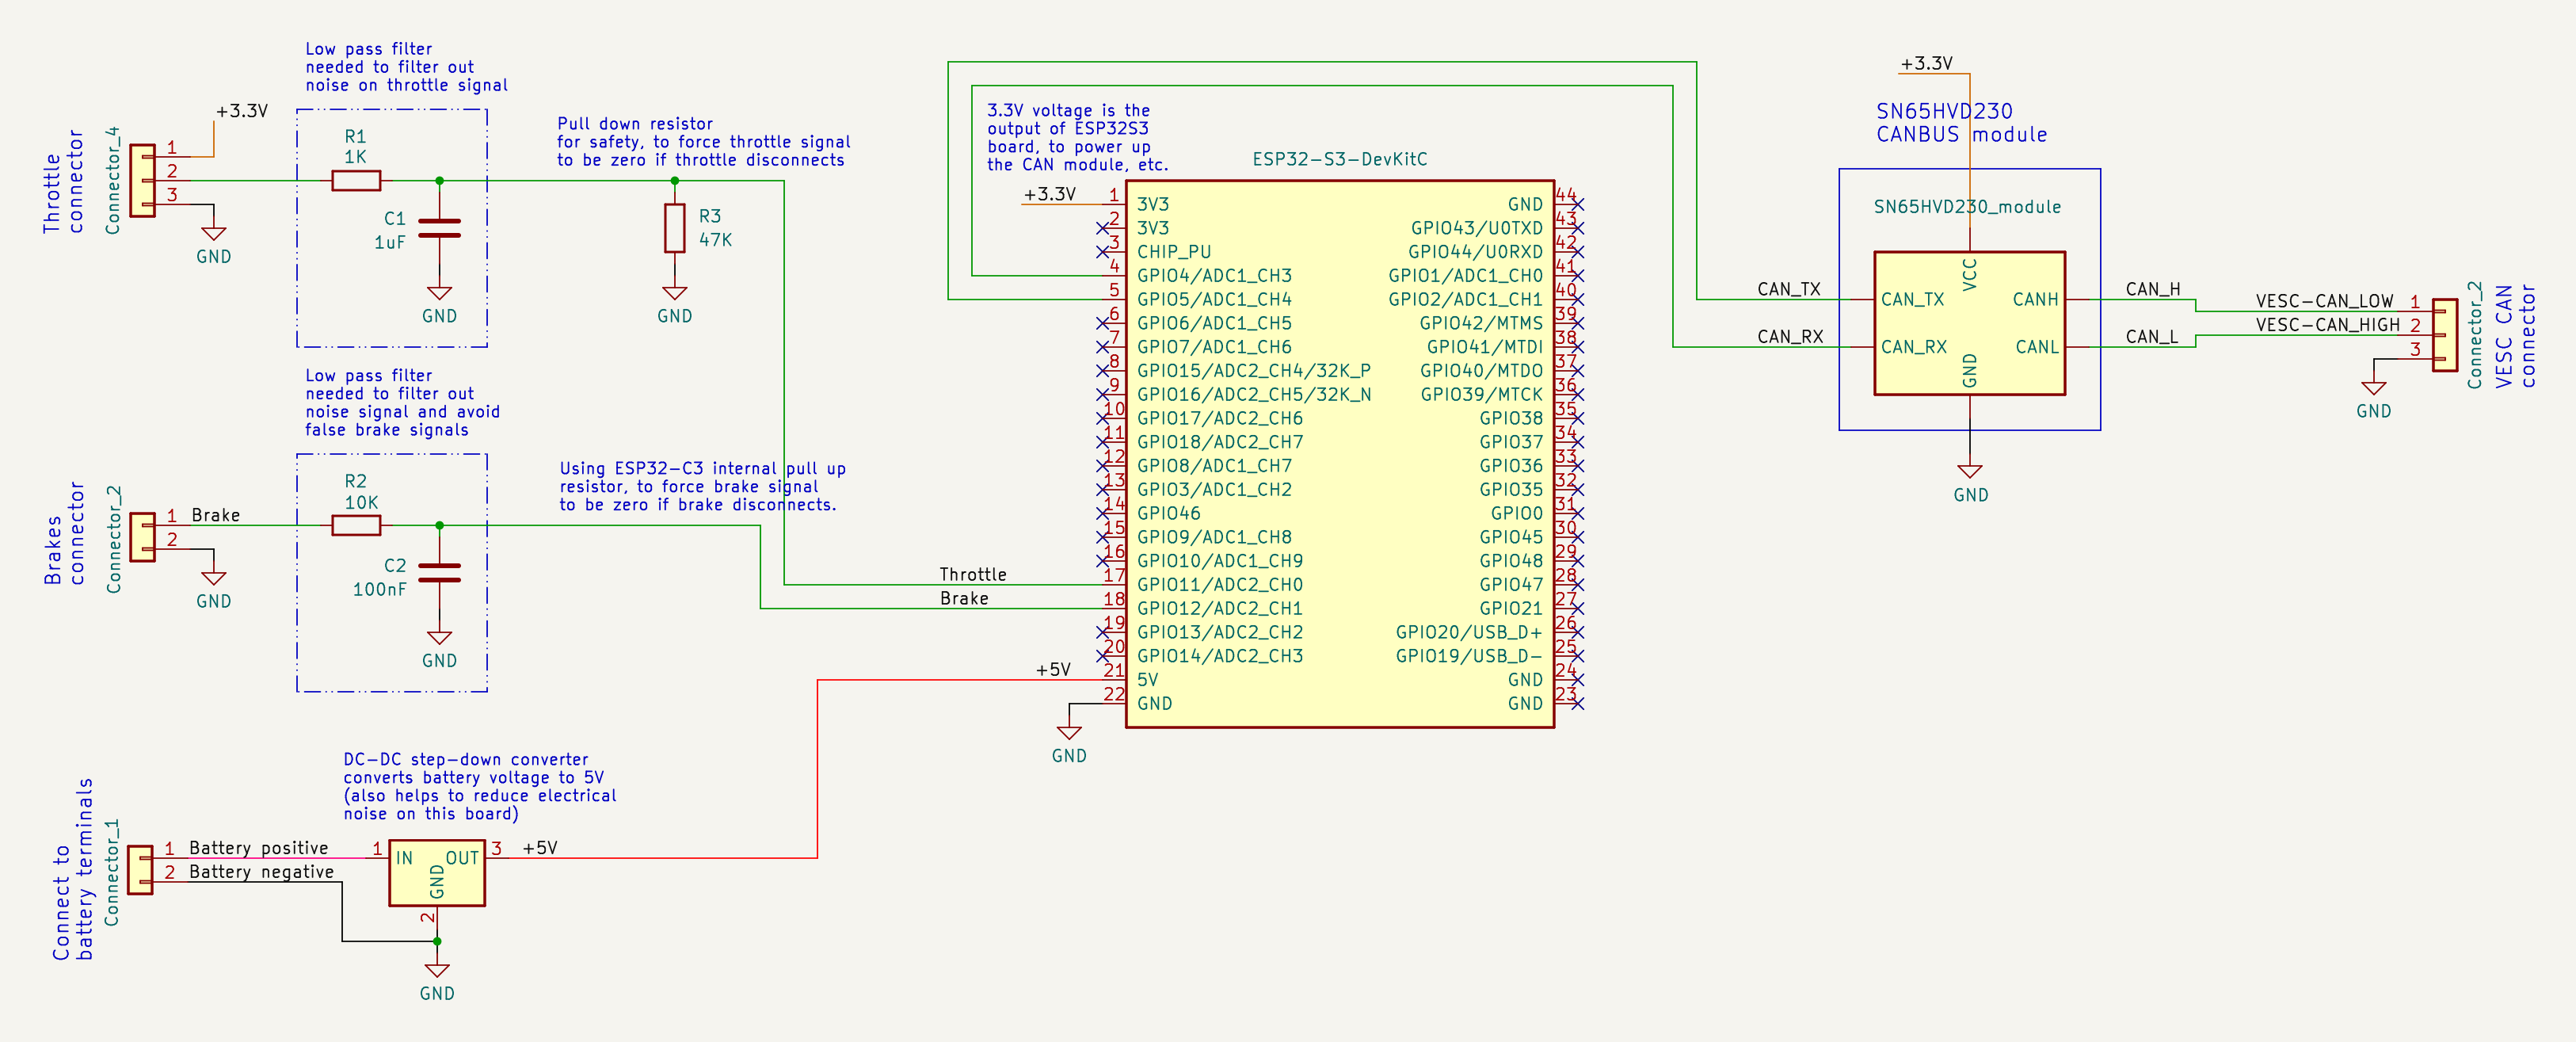 Low pass filter
needed to filter out
noise on throttle signal
+3.3V
Throttle
connector
Connector_4
1
2
3
GND
R1
1K
C1
1uF
GND
Pull down resistor
for safety, to force throttle signal
to be zero if throttle disconnects
R3
47K
GND
Low pass filter
needed to filter out
noise signal and avoid
false brake signals
Brakes
connector
Connector_2
1
2
Brake
GND
R2
10K
C2
100nF
GND
Using ESP32-C3 internal pull up
resistor, to force brake signal
to be zero if brake disconnects.
Throttle
Brake
DC-DC step-down converter
converts battery voltage to 5V
(also helps to reduce electrical
noise on this board)
Connect to
battery terminals
Connector_1
1
2
Battery positive
Battery negative
1
IN
OUT
GND
3
2
+5V
GND
3.3V voltage is the
output of ESP32S3
board, to power up
the CAN module, etc.
+3.3V
+5V
GND
ESP32-S3-DevKitC
1 3V3
2 3V3
3 CHIP_PU
4 GPIO4/ADC1_CH3
5 GPIO5/ADC1_CH4
6 GPIO6/ADC1_CH5
7 GPIO7/ADC1_CH6
8 GPIO15/ADC2_CH4/32K_P
9 GPIO16/ADC2_CH5/32K_N
10 GPIO17/ADC2_CH6
11 GPIO18/ADC2_CH7
12 GPIO8/ADC1_CH7
13 GPIO3/ADC1_CH2
14 GPIO46
15 GPIO9/ADC1_CH8
16 GPIO10/ADC1_CH9
17 GPIO11/ADC2_CH0
18 GPIO12/ADC2_CH1
19 GPIO13/ADC2_CH2
20 GPIO14/ADC2_CH3
21 5V
22 GND
GND 44
GPIO43/U0TXD 43
GPIO44/U0RXD 42
GPIO1/ADC1_CH0 41
GPIO2/ADC1_CH1 40
GPIO42/MTMS 39
GPIO41/MTDI 38
GPIO40/MTDO 37
GPIO39/MTCK 36
GPIO38 35
GPIO37 34
GPIO36 33
GPIO35 32
GPIO0 31
GPIO45 30
GPIO48 29
GPIO47 28
GPIO21 27
GPIO20/USB_D+ 26
GPIO19/USB_D- 25
GND 24
GND 23
+3.3V
SN65HVD230
CANBUS module
SN65HVD230_module
CAN_TX
CAN_RX
CAN_TX
CAN_RX
VCC
GND
CANH
CANL
GND
CAN_H
CAN_L
VESC-CAN_LOW
VESC-CAN_HIGH
1
2
3
GND
Connector_2
VESC CAN
connector